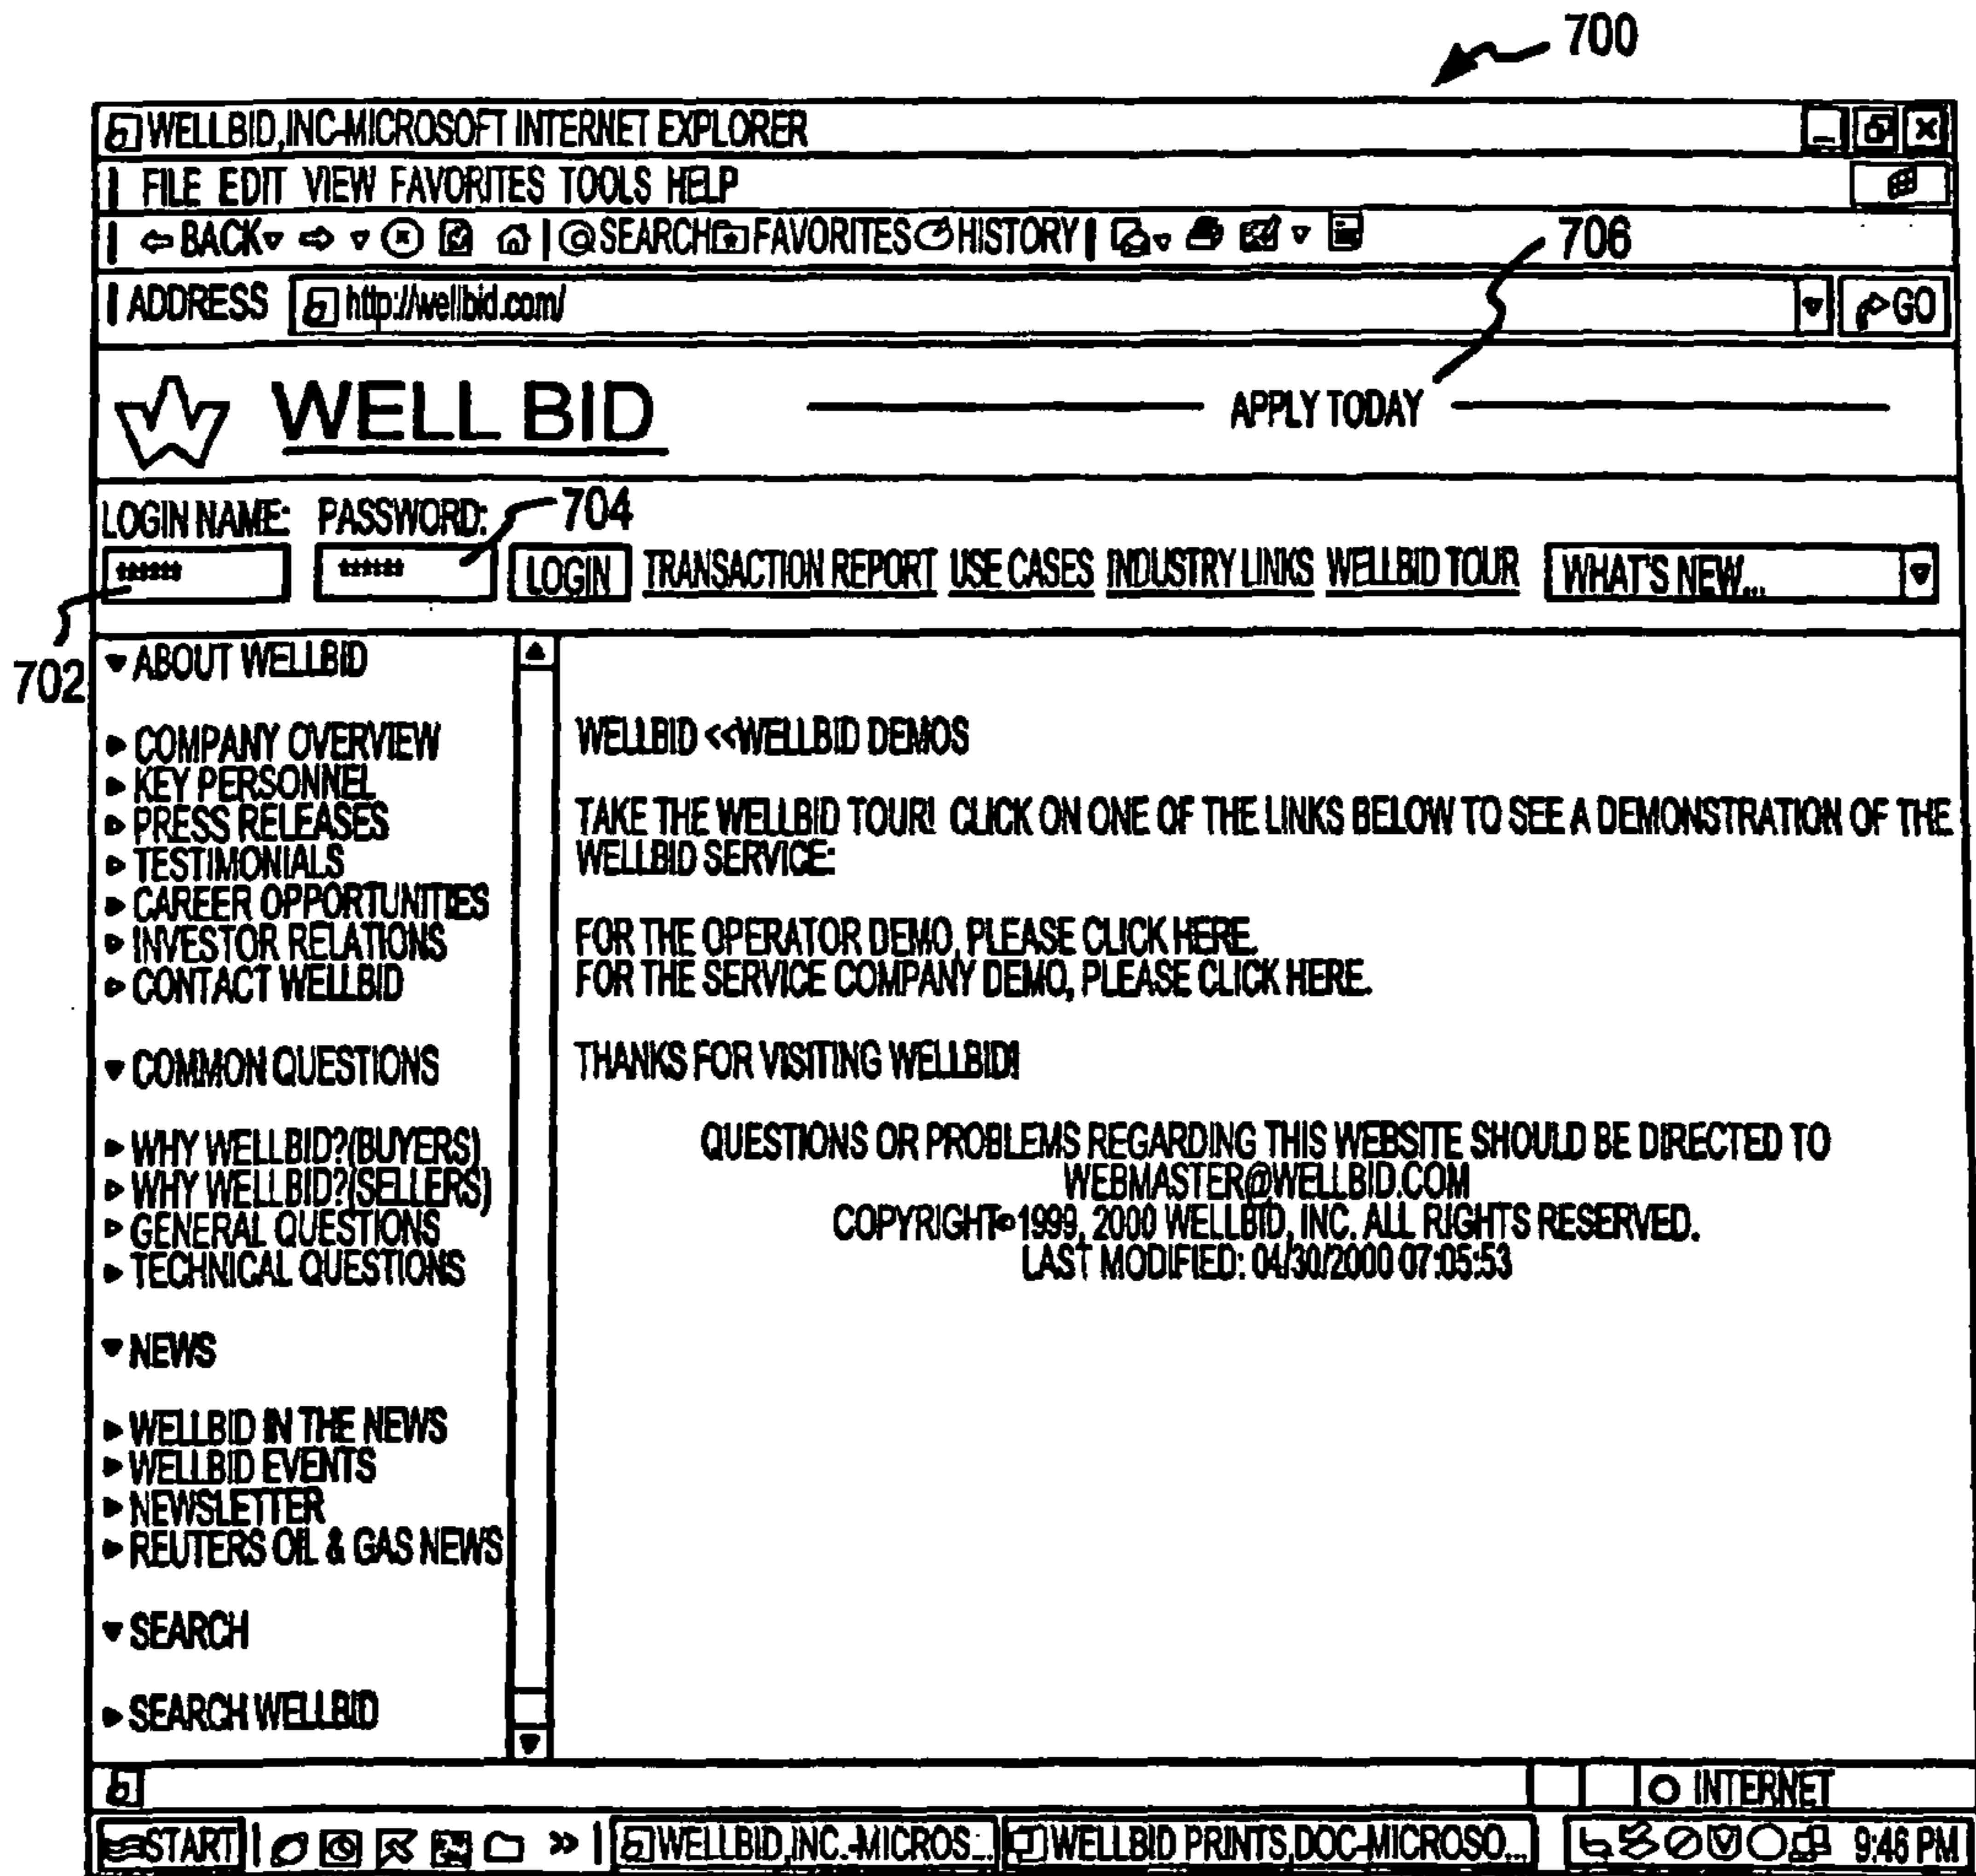 700
WELLBID,INC-MICROSOFT INTERNET EXPLORER
FILE EDIT VIEW FAVORITES TOOLS HELP
BACK SEARCH FAVORITES HISTORY
706
ADDRESS http://wellbid.com/ GO
WELL BID APPLY TODAY
LOGIN NAME: PASSWORD: 704
****** ****** LOGIN TRANSACTION REPORT USE CASES INDUSTRY LINKS WELLBID TOUR WHAT'S NEW...
702
ABOUT WELLBID
COMPANY OVERVIEW
KEY PERSONNEL
PRESS RELEASES
TESTIMONIALS
CAREER OPPORTUNITIES
INVESTOR RELATIONS
CONTACT WELLBID
COMMON QUESTIONS
WHY WELLBID?(BUYERS)
WHY WELLBID?(SELLERS)
GENERAL QUESTIONS
TECHNICAL QUESTIONS
NEWS
WELLBID IN THE NEWS
WELLBID EVENTS
NEWSLETTER
REUTERS OIL & GAS NEWS
SEARCH
SEARCH WELLBID
WELLBID <<WELLBID DEMOS
TAKE THE WELLBID TOUR! CLICK ON ONE OF THE LINKS BELOW TO SEE A DEMONSTRATION OF THE
WELLBID SERVICE:
FOR THE OPERATOR DEMO, PLEASE CLICK HERE.
FOR THE SERVICE COMPANY DEMO, PLEASE CLICK HERE.
THANKS FOR VISITING WELLBID!
QUESTIONS OR PROBLEMS REGARDING THIS WEBSITE SHOULD BE DIRECTED TO
WEBMASTER@WELLBID.COM
COPYRIGHT©1999, 2000 WELLBID, INC. ALL RIGHTS RESERVED.
LAST MODIFIED: 04/30/2000 07:05:53
INTERNET
START WELLBID,INC.-MICROS... WELLBID PRINTS,DOC-MICROSO... 9:46 PM